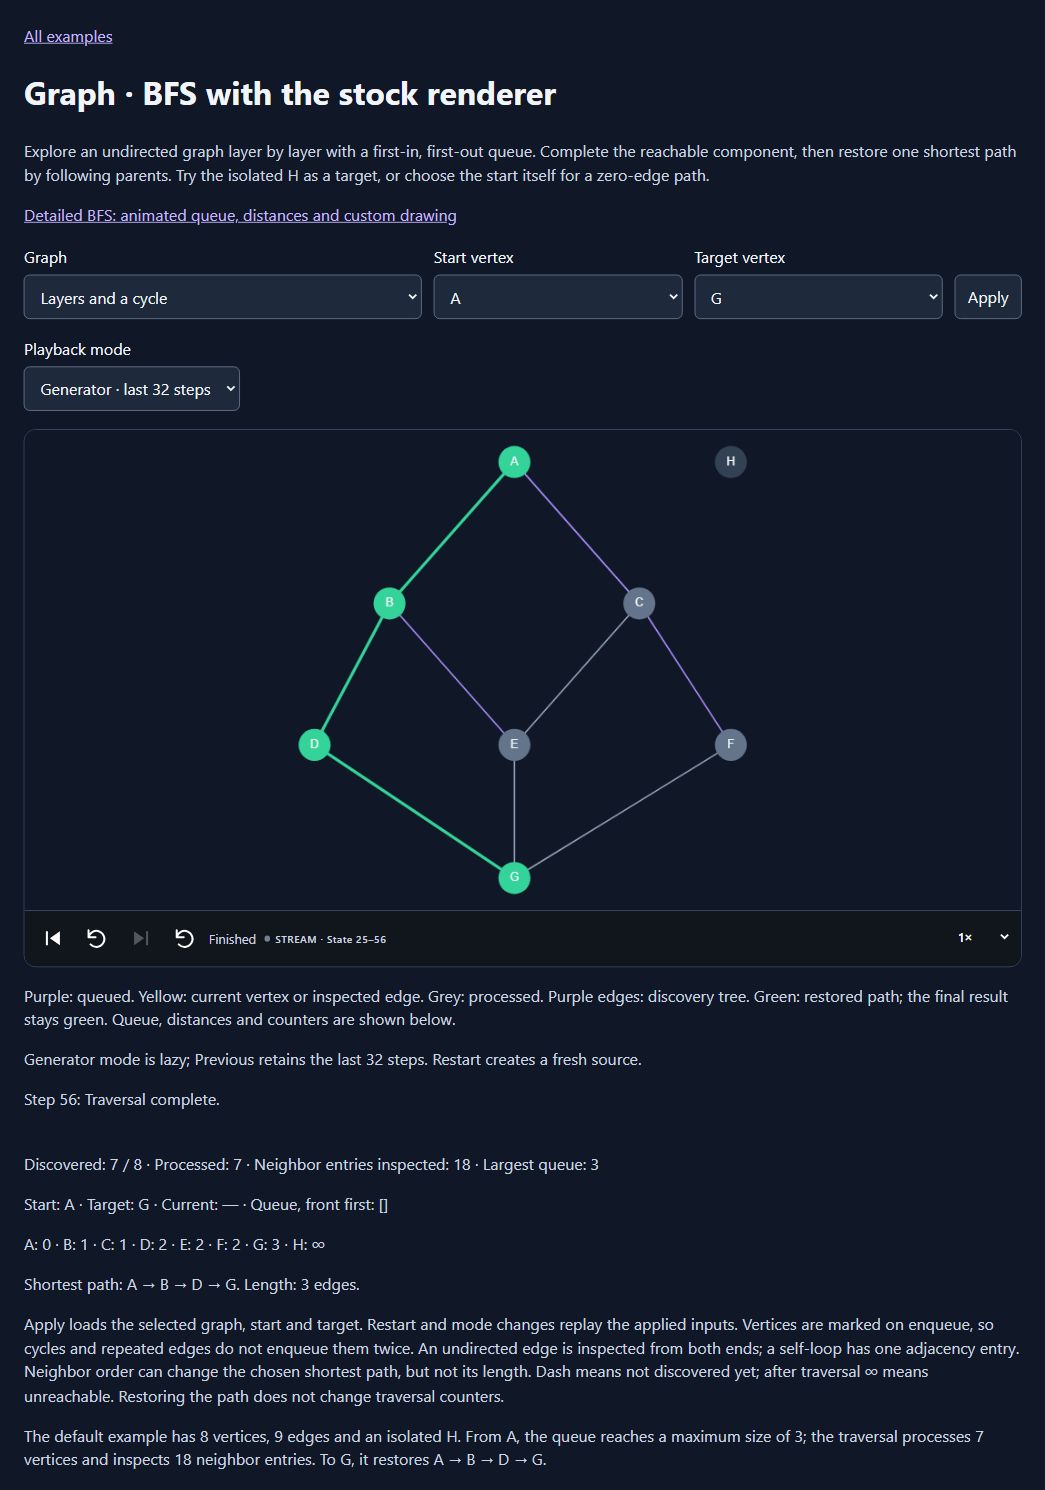 All examples
Graph · BFS with the stock renderer
Explore an undirected graph layer by layer with a first-in, first-out queue. Complete the reachable component, then restore one shortest path
by following parents. Try the isolated H as a target, or choose the start itself for a zero-edge path.
Detailed BFS: animated queue, distances and custom drawing
Graph Start vertex Target vertex
Layers and a cycle A G Apply
Playback mode
Generator · last 32 steps
A H
B C
D E F
G
Finished STREAM · State 25–56 1×
Purple: queued. Yellow: current vertex or inspected edge. Grey: processed. Purple edges: discovery tree. Green: restored path; the final result
stays green. Queue, distances and counters are shown below.
Generator mode is lazy; Previous retains the last 32 steps. Restart creates a fresh source.
Step 56: Traversal complete.
Discovered: 7 / 8 · Processed: 7 · Neighbor entries inspected: 18 · Largest queue: 3
Start: A · Target: G · Current: — · Queue, front first: []
A: 0 · B: 1 · C: 1 · D: 2 · E: 2 · F: 2 · G: 3 · H: ∞
Shortest path: A → B → D → G. Length: 3 edges.
Apply loads the selected graph, start and target. Restart and mode changes replay the applied inputs. Vertices are marked on enqueue, so
cycles and repeated edges do not enqueue them twice. An undirected edge is inspected from both ends; a self-loop has one adjacency entry.
Neighbor order can change the chosen shortest path, but not its length. Dash means not discovered yet; after traversal ∞ means
unreachable. Restoring the path does not change traversal counters.
The default example has 8 vertices, 9 edges and an isolated H. From A, the queue reaches a maximum size of 3; the traversal processes 7
vertices and inspects 18 neighbor entries. To G, it restores A → B → D → G.